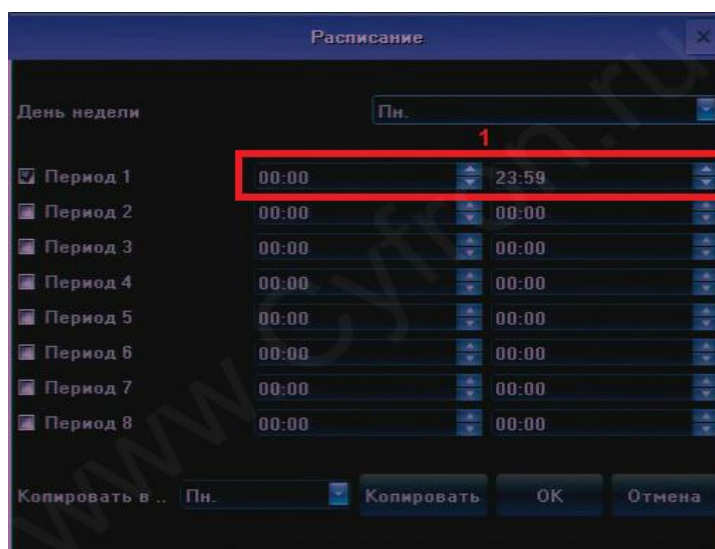 Расписание
День недели Пн.
1
Период 1 00:00 23:59
Период 2 00:00 00:00
Период 3 00:00 00:00
Период 4 00:00 00:00
Период 5 00:00 00:00
Период 6 00:00 00:00
Период 7 00:00 00:00
Период 8 00:00 00:00
Копировать в .. Пн. Копировать OK Отмена
www.Cyfron.ru